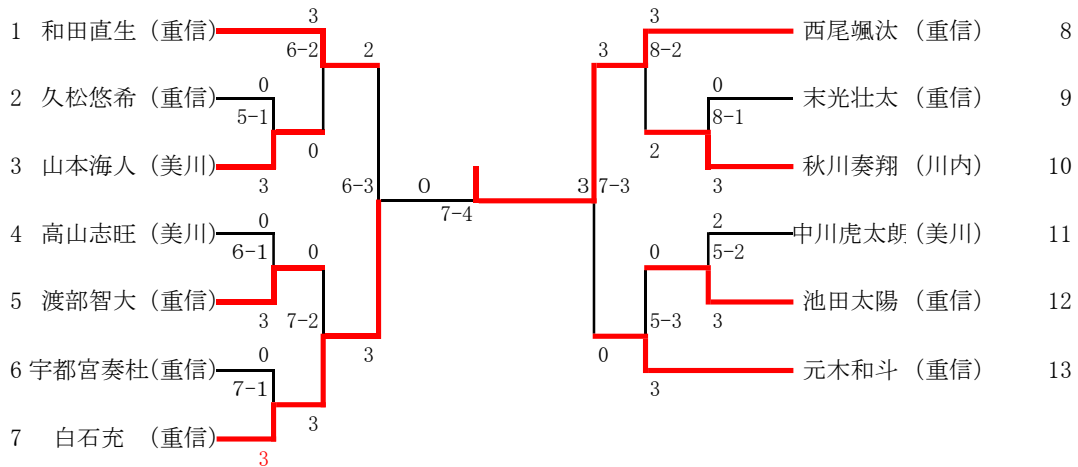 3 3
1 和田直生 (重信) 西尾颯汰 (重信) 8
6-2 2 3 8-2
0 0
2 久松悠希 (重信) 末光壮太 (重信) 9
5-1 8-1
0 2
3 山本海人 (美川) 秋川奏翔 (川内) 10
3 6-3 0 3 7-3 3
7-4
0 2
4 高山志旺 (美川) 中川虎太朗 (美川) 11
6-1 0 0 5-2
5 渡部智大 (重信) 池田太陽 (重信) 12
3 7-2 5-3 3
0 3 0
6 宇都宮奏杜 (重信) 元木和斗 (重信) 13
7-1 3
3
7 白石充 (重信)
3